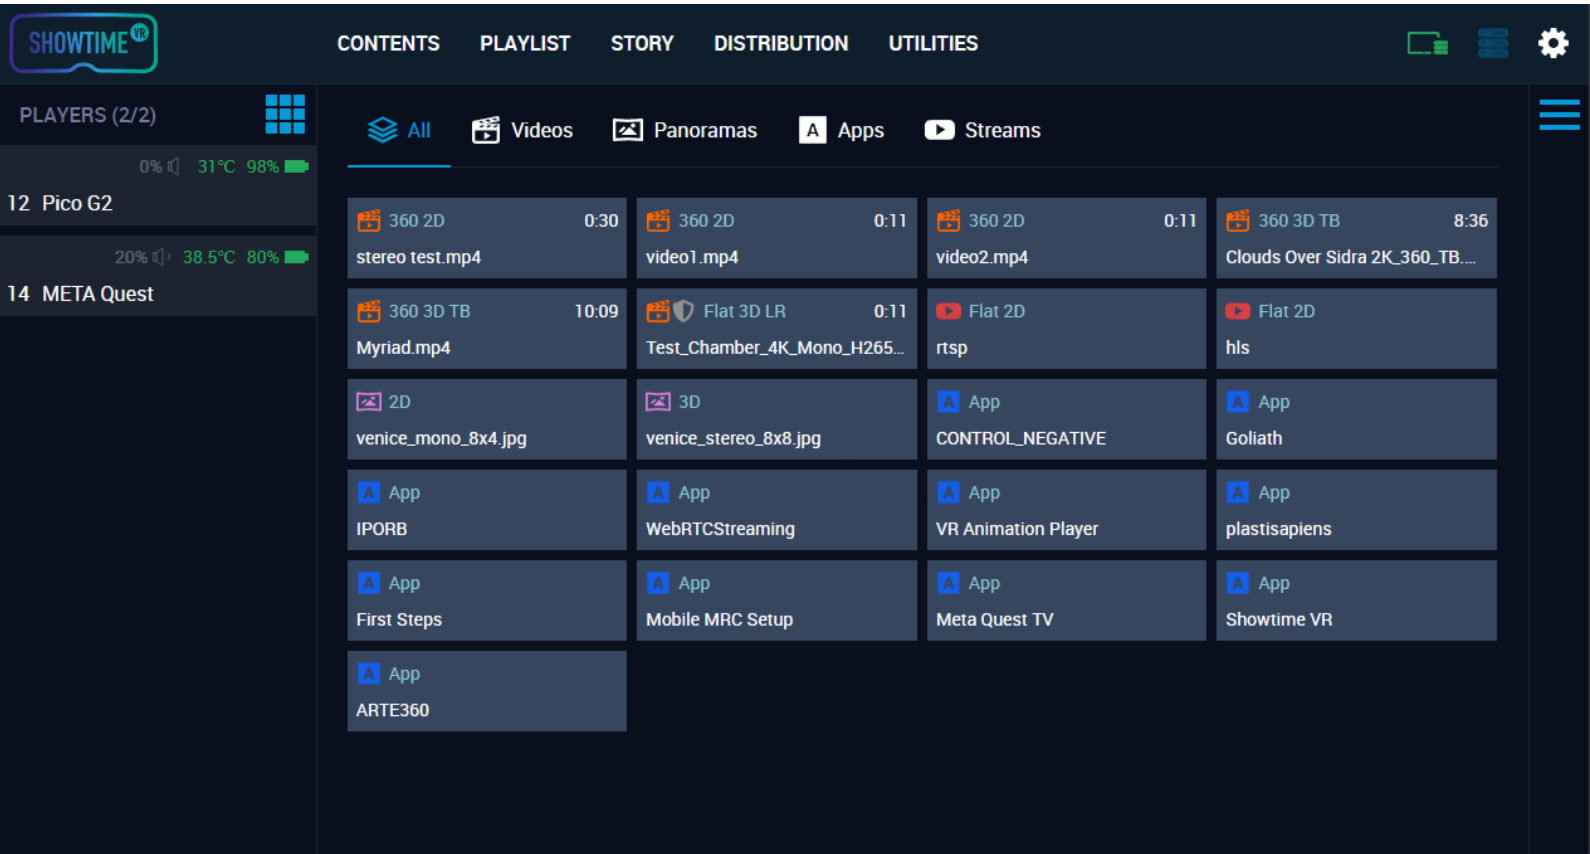 SHOWTIME VR
CONTENTS PLAYLIST STORY DISTRIBUTION UTILITIES
PLAYERS (2/2)
0% 31°C 98%
12 Pico G2
20% 38.5°C 80%
14 META Quest
All Videos Panoramas A Apps Streams
360 2D 0:30
stereo test.mp4
360 2D 0:11
video1.mp4
360 2D 0:11
video2.mp4
360 3D TB 8:36
Clouds Over Sidra 2K_360_TB....
360 3D TB 10:09
Myriad.mp4
Flat 3D LR 0:11
Test_Chamber_4K_Mono_H265...
Flat 2D
rtsp
Flat 2D
hls
2D
venice_mono_8x4.jpg
3D
venice_stereo_8x8.jpg
A App
CONTROL_NEGATIVE
A App
Goliath
A App
IPORB
A App
WebRTCStreaming
A App
VR Animation Player
A App
plastisapiens
A App
First Steps
A App
Mobile MRC Setup
A App
Meta Quest TV
A App
Showtime VR
A App
ARTE360